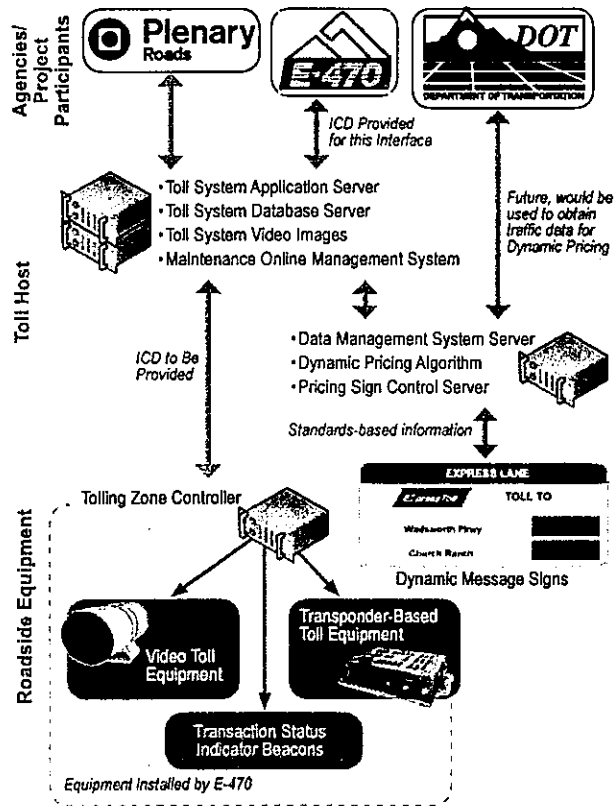 Agencies/
Project
Participants
Plenary
Roads
E-470
DOT
DEPARTMENT OF TRANSPORTATION
ICD Provided
for this Interface
Toll Host
• Toll System Application Server
• Toll System Database Server
• Toll System Video Images
• Maintenance Online Management System
Future, would be
used to obtain
traffic data for
Dynamic Pricing
ICD to Be
Provided
• Data Management System Server
• Dynamic Pricing Algorithm
• Pricing Sign Control Server
Standards-based information
EXPRESS LANE
ExpressToll
TOLL TO
Wadsworth Pkwy
Church Ranch
Dynamic Message Signs
Roadside Equipment
Tolling Zone Controller
Video Toll
Equipment
Transponder-Based
Toll Equipment
Transaction Status
Indicator Beacons
Equipment Installed by E-470